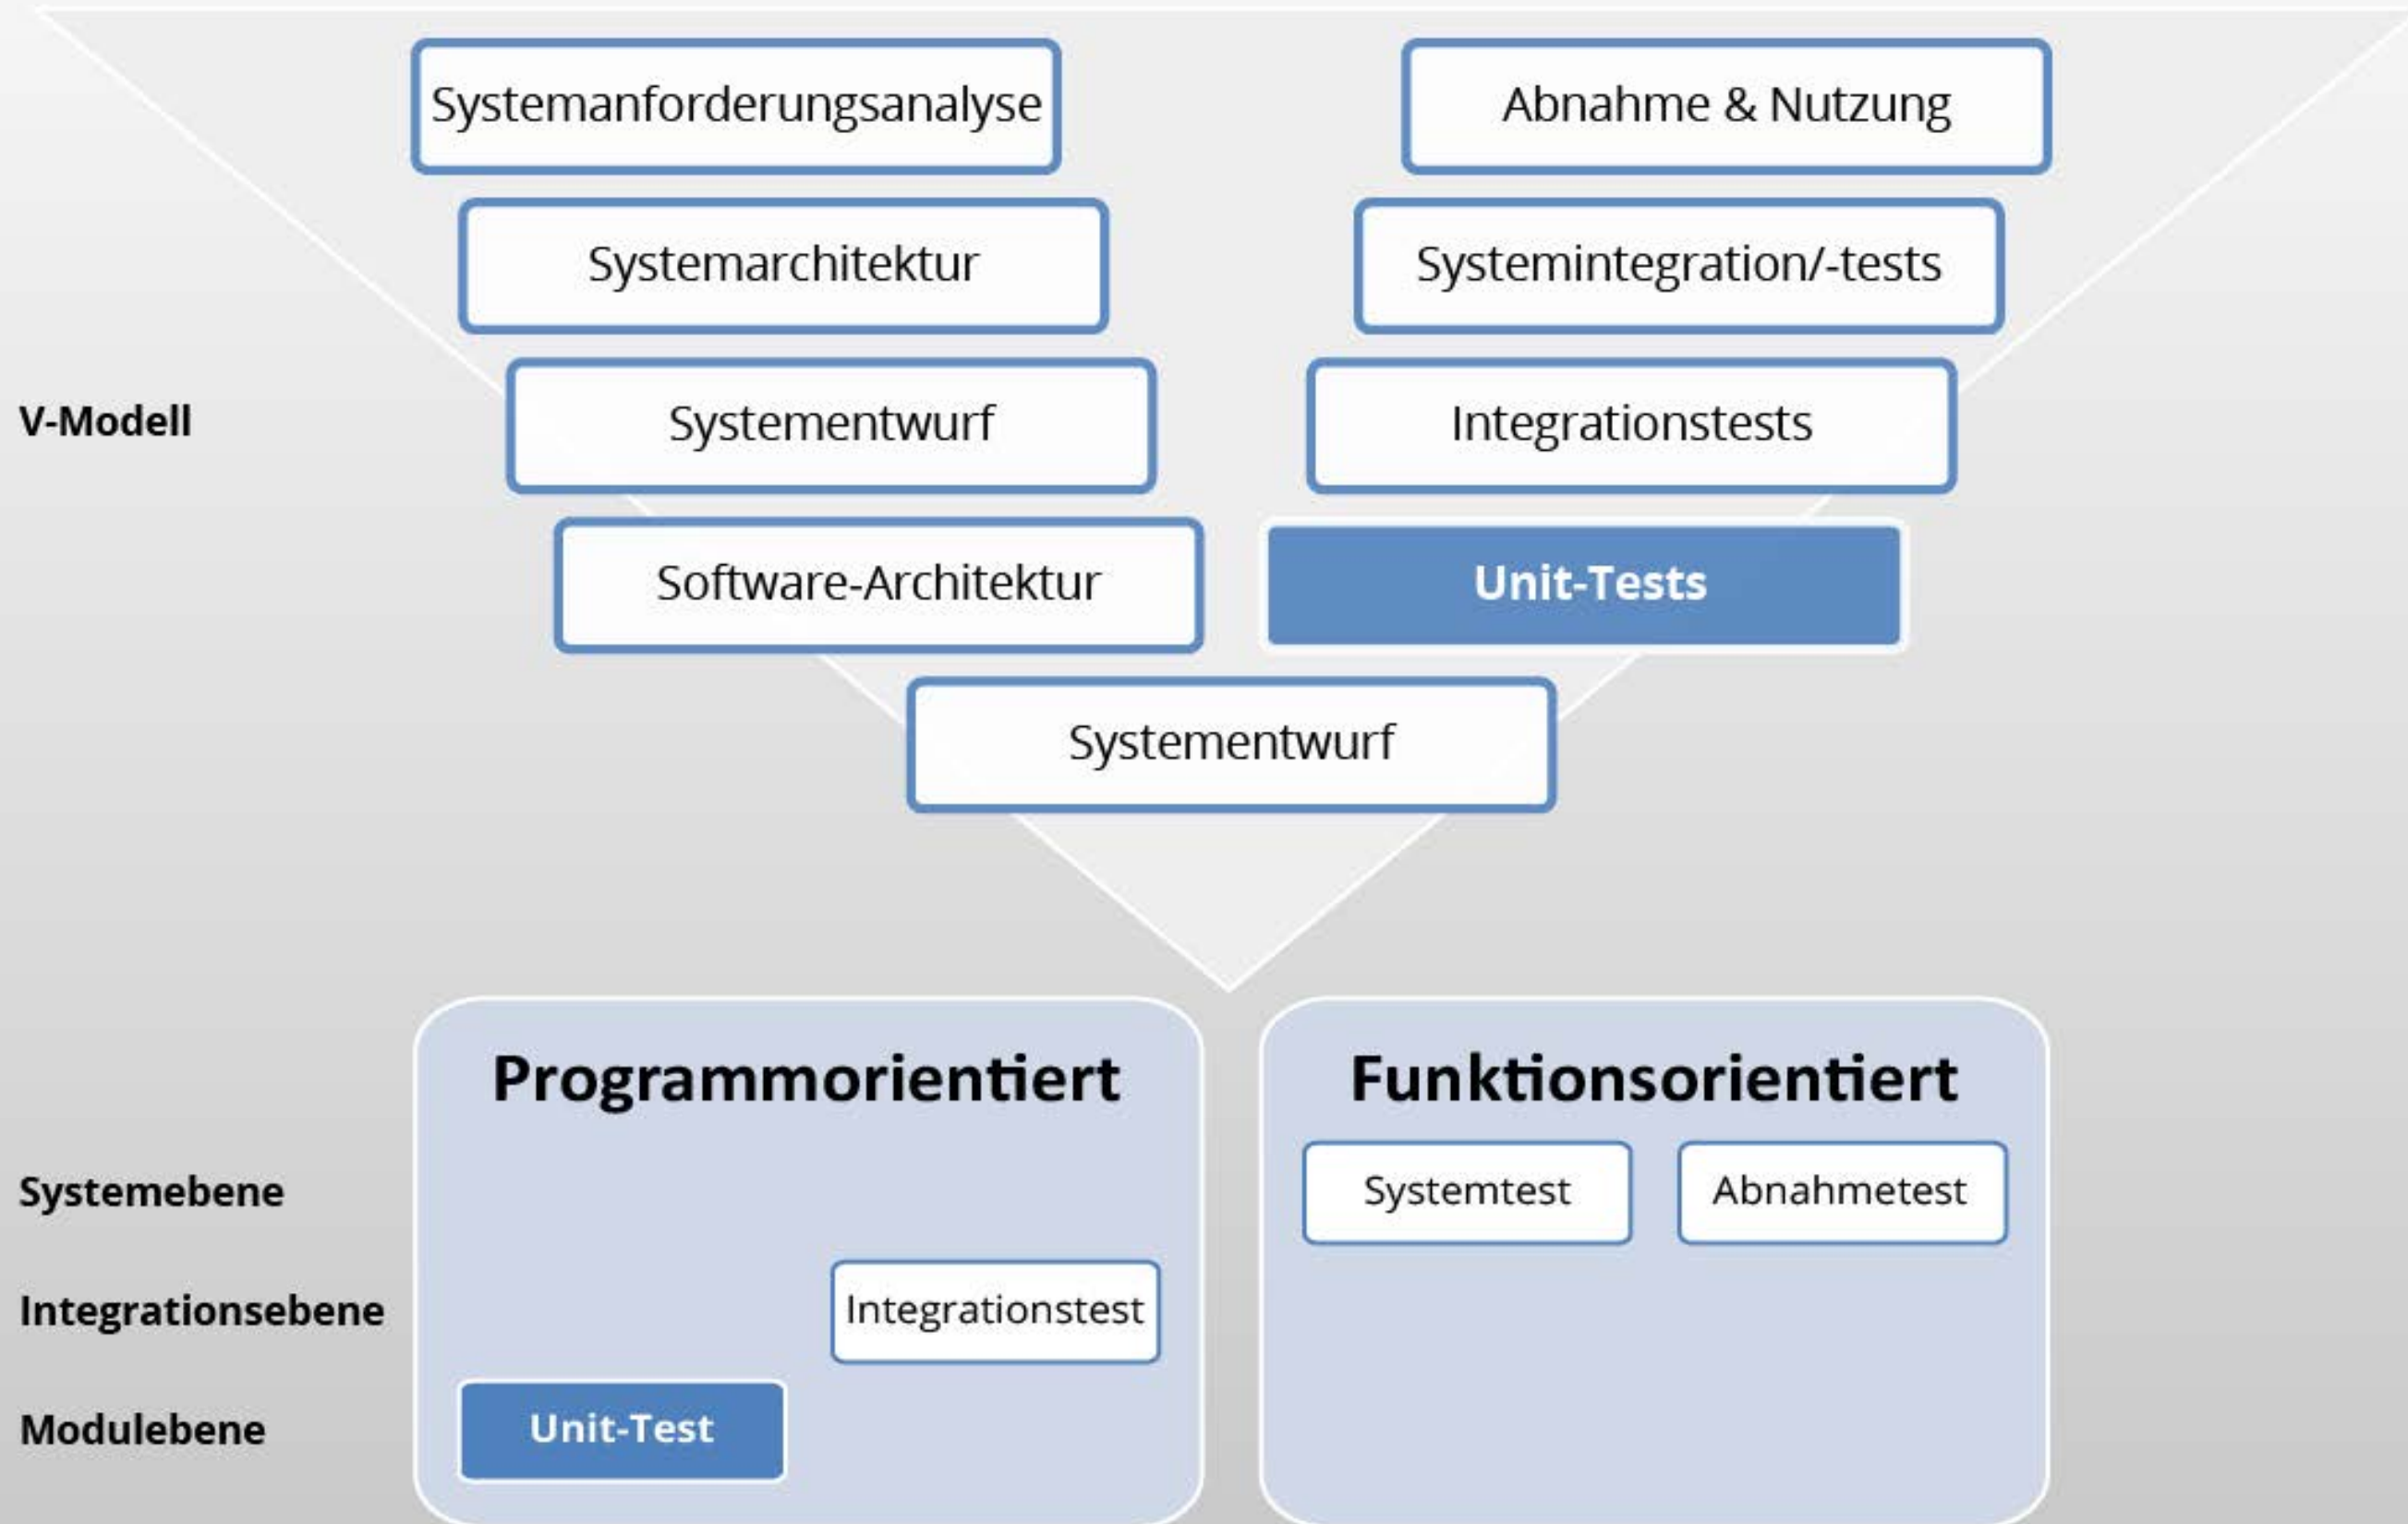 Systemanforderungsanalyse
Abnahme & Nutzung
Systemarchitektur
Systemintegration/-tests
V-Modell
Systementwurf
Integrationstests
Software-Architektur
Unit-Tests
Systementwurf
Programmorientiert
Funktionsorientiert
Systemebene
Systemtest
Abnahmetest
Integrationsebene
Integrationstest
Modulebene
Unit-Test